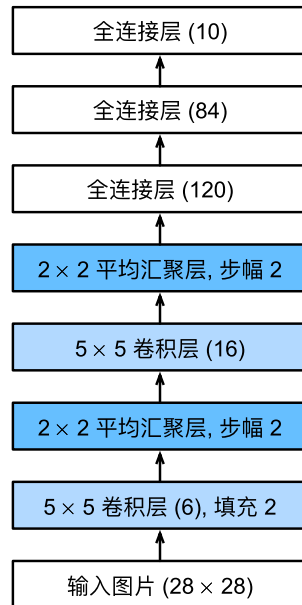 全连接层 (10)
全连接层 (84)
全连接层 (120)
2 × 2 平均汇聚层, 步幅 2
5 × 5 卷积层 (16)
2 × 2 平均汇聚层, 步幅 2
5 × 5 卷积层 (6), 填充 2
输入图片 (28 × 28)